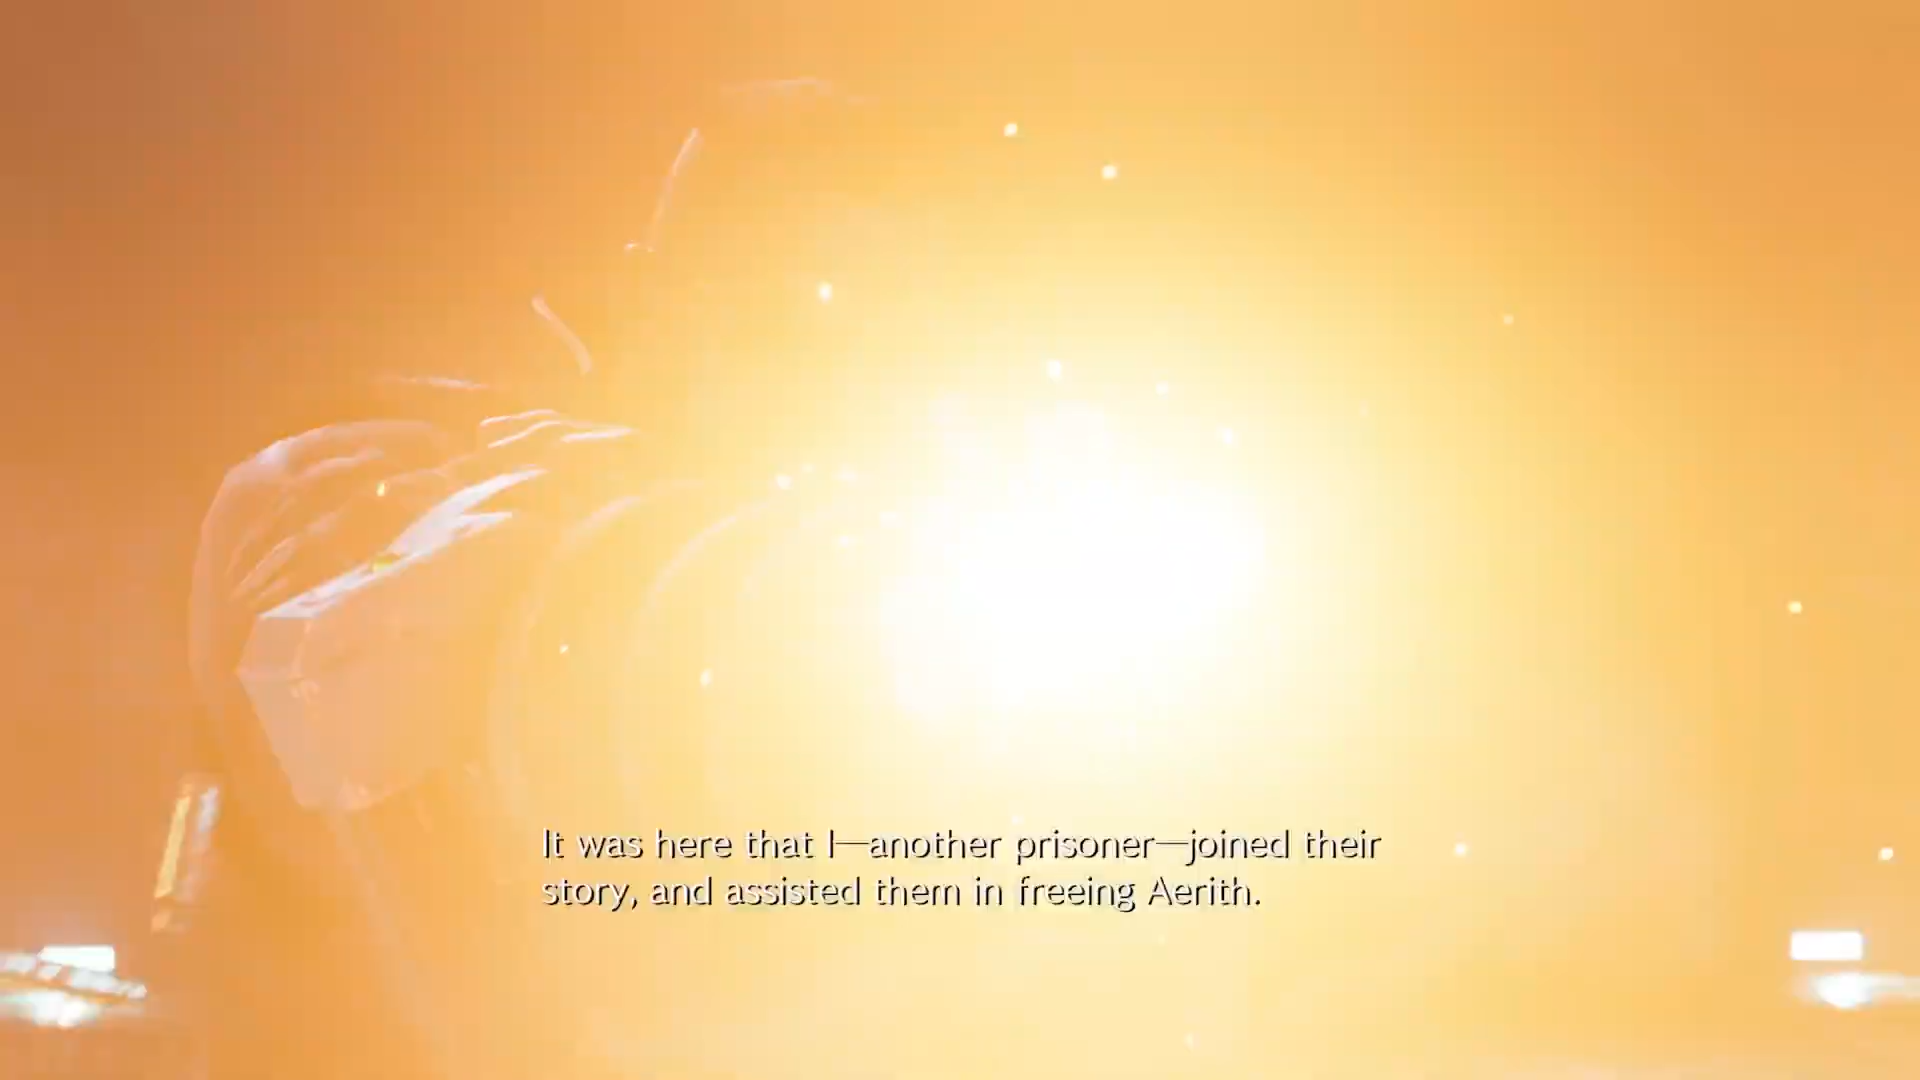 It was here that I—another prisoner—joined their
story, and assisted them in freeing Aerith.